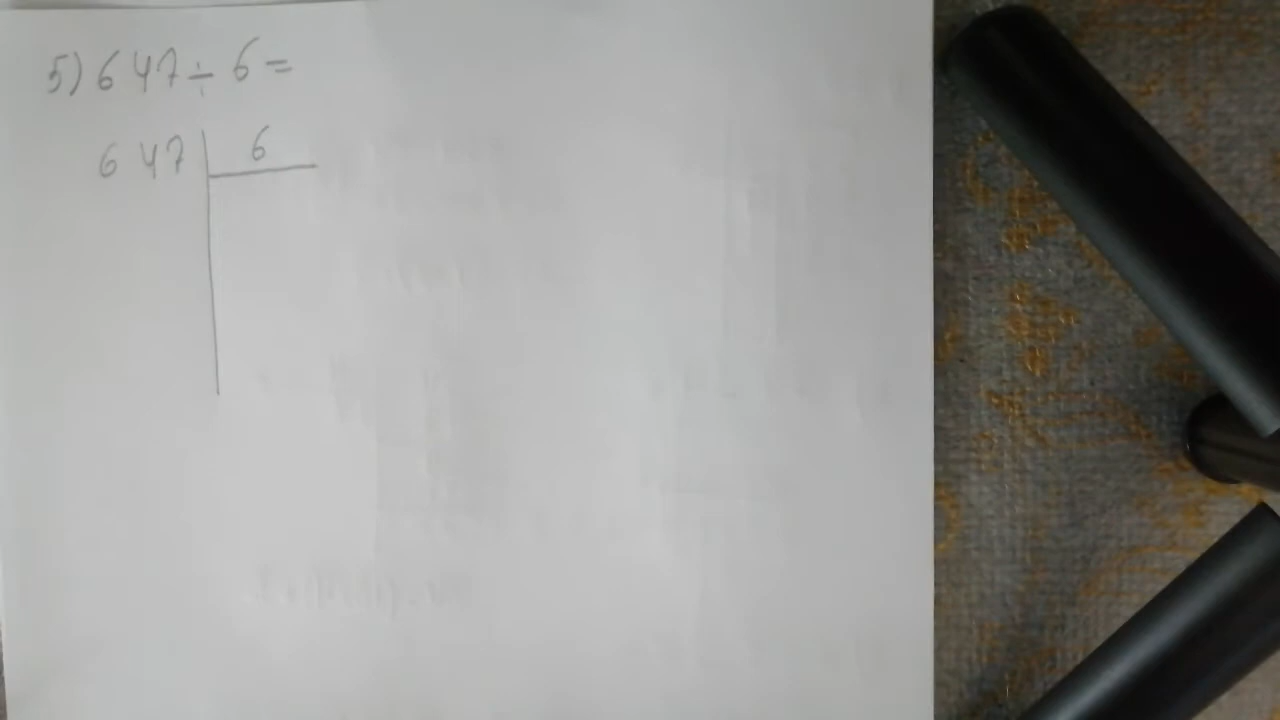 5) 647 ÷ 6 =
647 | 6